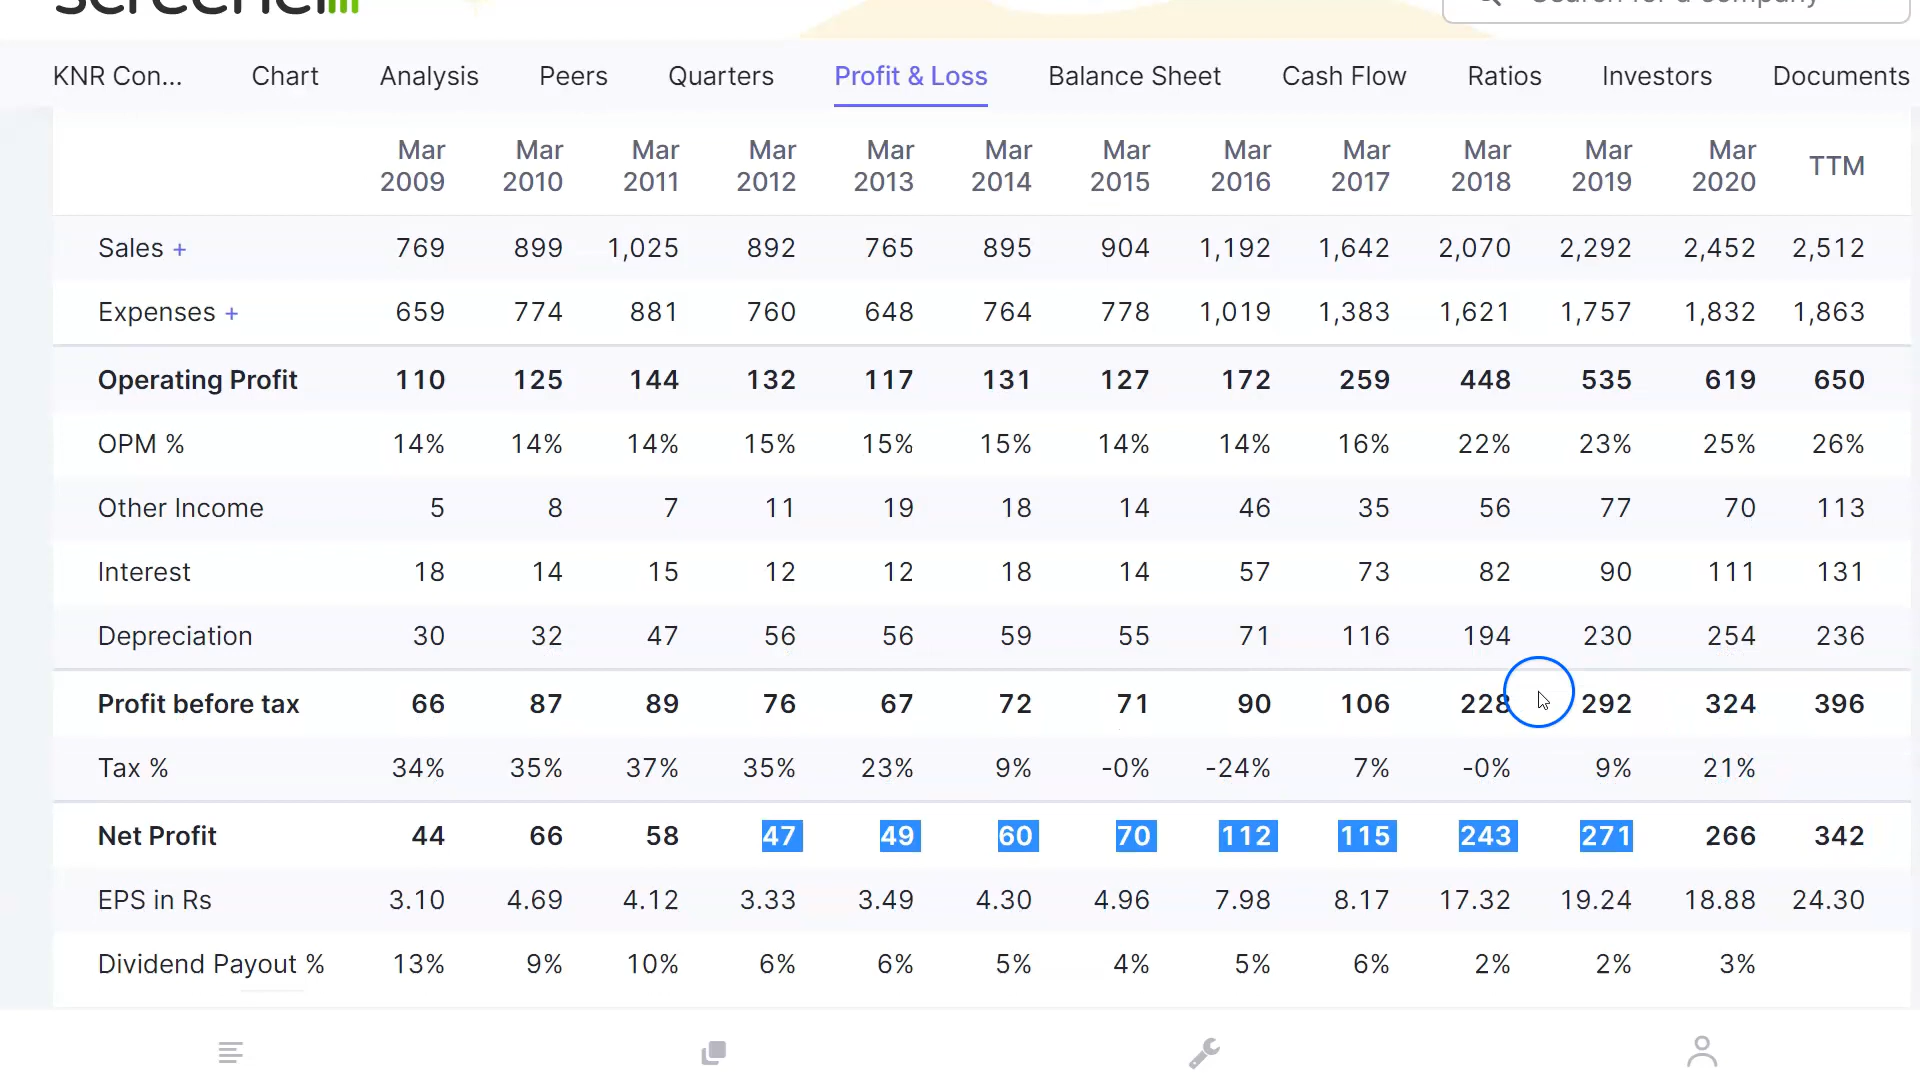 screener
Search for a company
KNR Con... Chart Analysis Peers Quarters Profit & Loss Balance Sheet Cash Flow Ratios Investors Documents
Mar Mar Mar Mar Mar Mar Mar Mar Mar Mar Mar Mar TTM
2009 2010 2011 2012 2013 2014 2015 2016 2017 2018 2019 2020
Sales + 769 899 1,025 892 765 895 904 1,192 1,642 2,070 2,292 2,452 2,512
Expenses + 659 774 881 760 648 764 778 1,019 1,383 1,621 1,757 1,832 1,863
Operating Profit 110 125 144 132 117 131 127 172 259 448 535 619 650
OPM % 14% 14% 14% 15% 15% 15% 14% 14% 16% 22% 23% 25% 26%
Other Income 5 8 7 11 19 18 14 46 35 56 77 70 113
Interest 18 14 15 12 12 18 14 57 73 82 90 111 131
Depreciation 30 32 47 56 56 59 55 71 116 194 230 254 236
Profit before tax 66 87 89 76 67 72 71 90 106 228 292 324 396
Tax % 34% 35% 37% 35% 23% 9% -0% -24% 7% -0% 9% 21%
Net Profit 44 66 58 47 49 60 70 112 115 243 271 266 342
EPS in Rs 3.10 4.69 4.12 3.33 3.49 4.30 4.96 7.98 8.17 17.32 19.24 18.88 24.30
Dividend Payout % 13% 9% 10% 6% 6% 5% 4% 5% 6% 2% 2% 3%